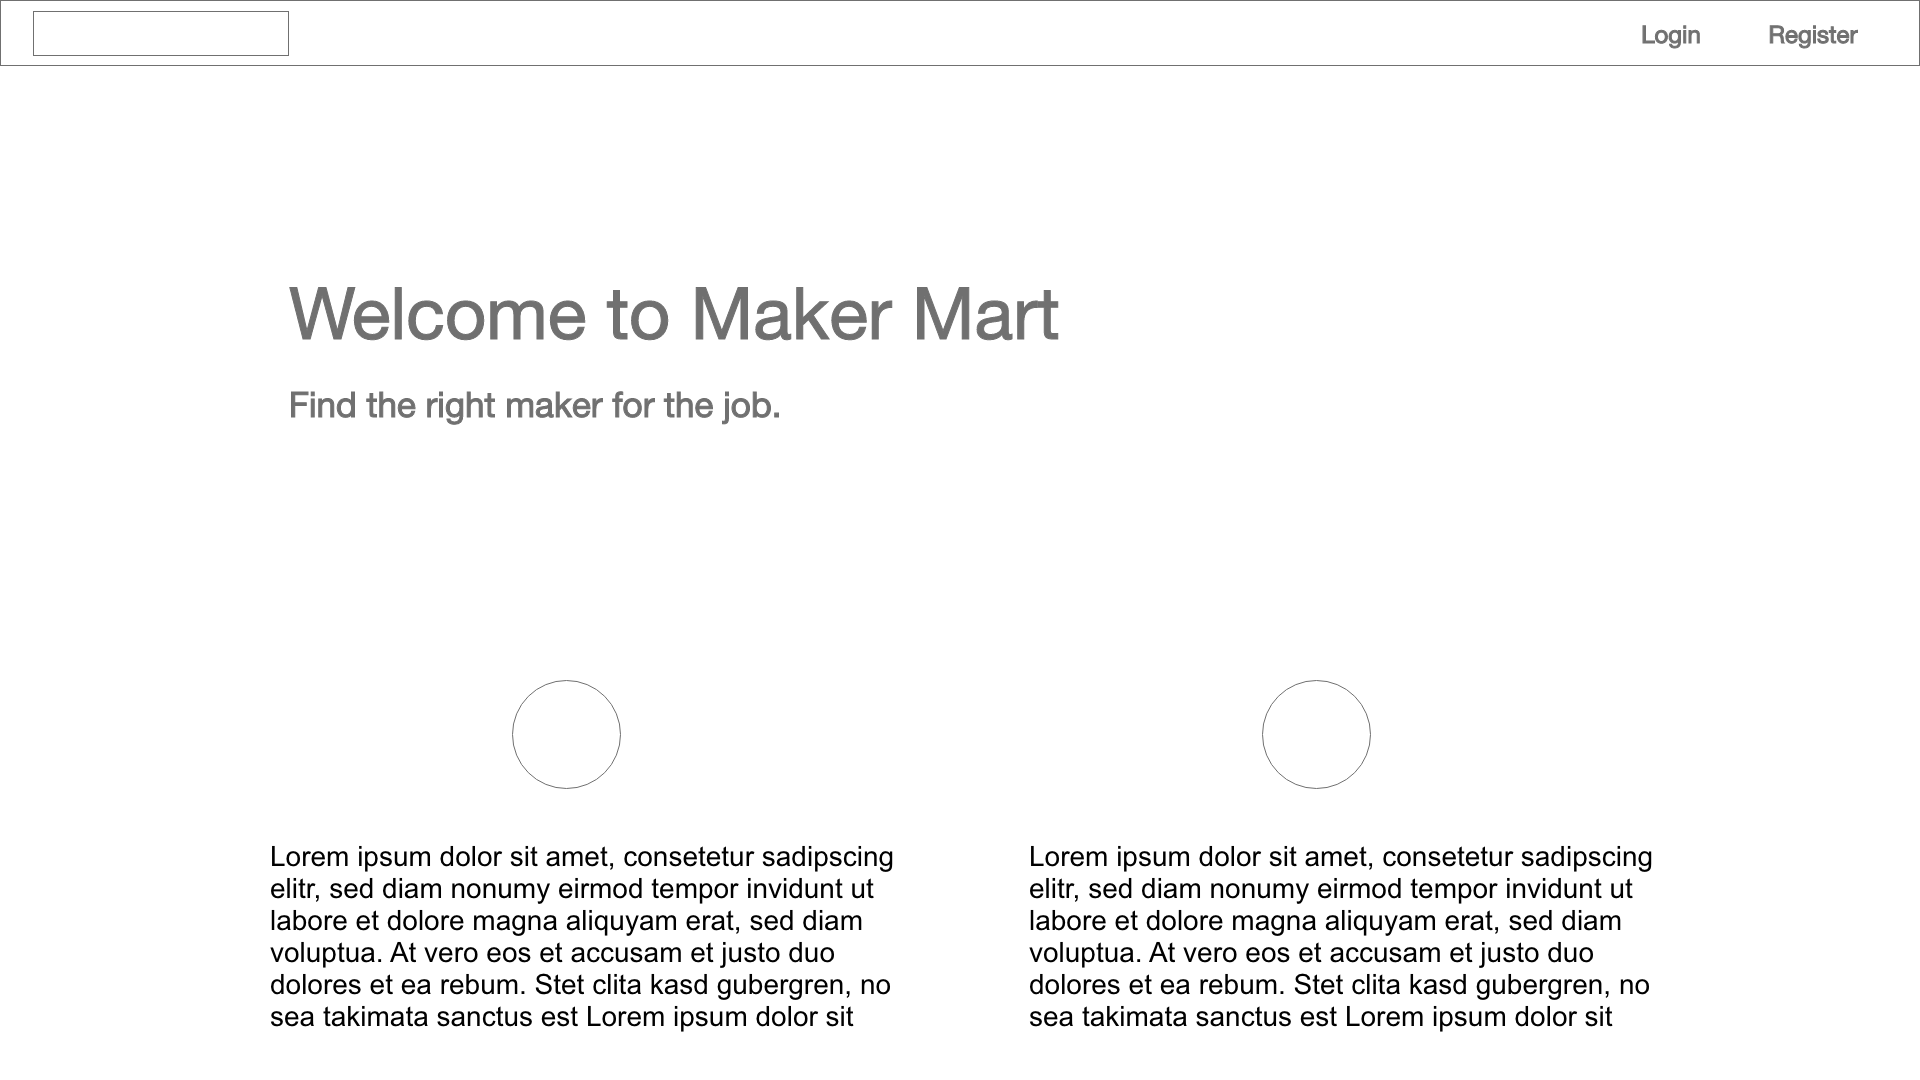 Login Register
Welcome to Maker Mart
Find the right maker for the job.
Lorem ipsum dolor sit amet, consetetur sadipscing
elitr, sed diam nonumy eirmod tempor invidunt ut
labore et dolore magna aliquyam erat, sed diam
voluptua. At vero eos et accusam et justo duo
dolores et ea rebum. Stet clita kasd gubergren, no
sea takimata sanctus est Lorem ipsum dolor sit
Lorem ipsum dolor sit amet, consetetur sadipscing
elitr, sed diam nonumy eirmod tempor invidunt ut
labore et dolore magna aliquyam erat, sed diam
voluptua. At vero eos et accusam et justo duo
dolores et ea rebum. Stet clita kasd gubergren, no
sea takimata sanctus est Lorem ipsum dolor sit